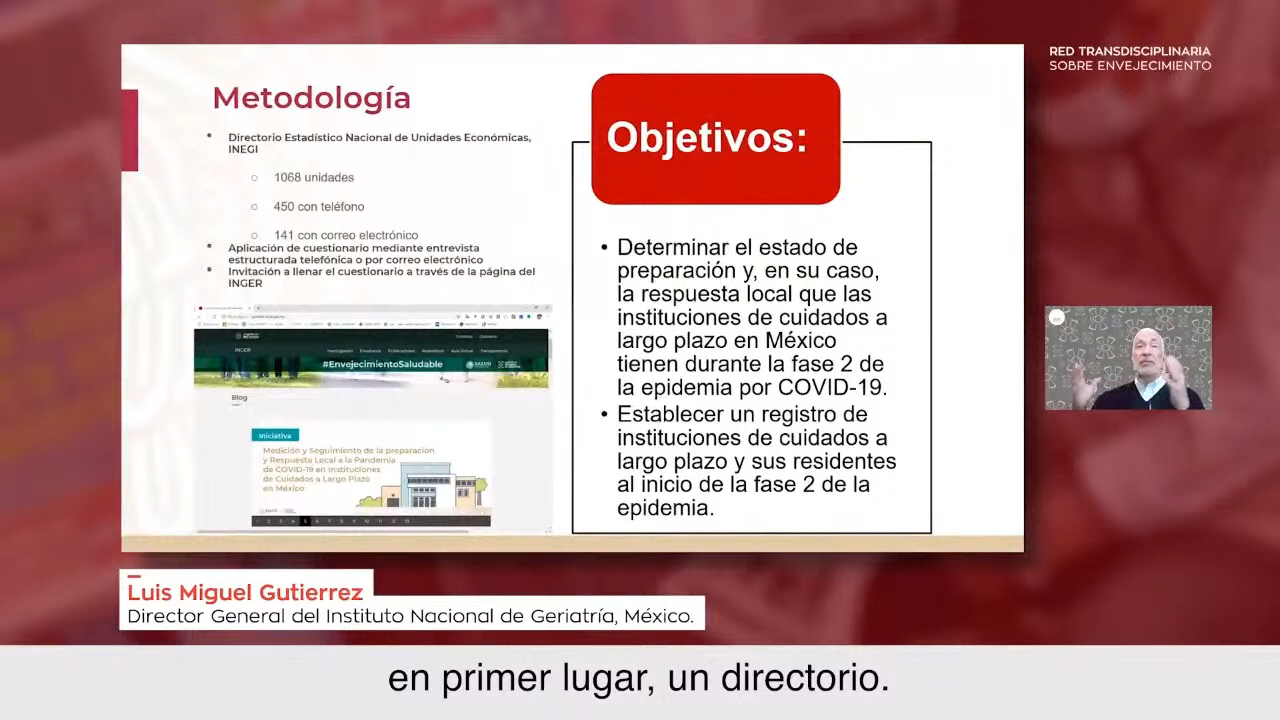 RED TRANSDISCIPLINARIA
SOBRE ENVEJECIMIENTO
Metodología
• Directorio Estadístico Nacional de Unidades Económicas,
INEGI
○ 1068 unidades
○ 450 con teléfono
○ 141 con correo electrónico
• Aplicación de cuestionario mediante entrevista
estructurada telefónica o por correo electrónico
• Invitación a llenar el cuestionario a través de la página del
INGER
INGER
#EnvejecimientoSaludable
SALUD
Blog
Iniciativa
Medición y Seguimiento de la preparación
y Respuesta Local a la Pandemia
de COVID-19 en Instituciones
de Cuidados a Largo Plazo
en México
Objetivos:
• Determinar el estado de
preparación y, en su caso,
la respuesta local que las
instituciones de cuidados a
largo plazo en México
tienen durante la fase 2 de
la epidemia por COVID-19.
• Establecer un registro de
instituciones de cuidados a
largo plazo y sus residentes
al inicio de la fase 2 de la
epidemia.
Luis Miguel Gutierrez
Director General del Instituto Nacional de Geriatría, México.
en primer lugar, un directorio.